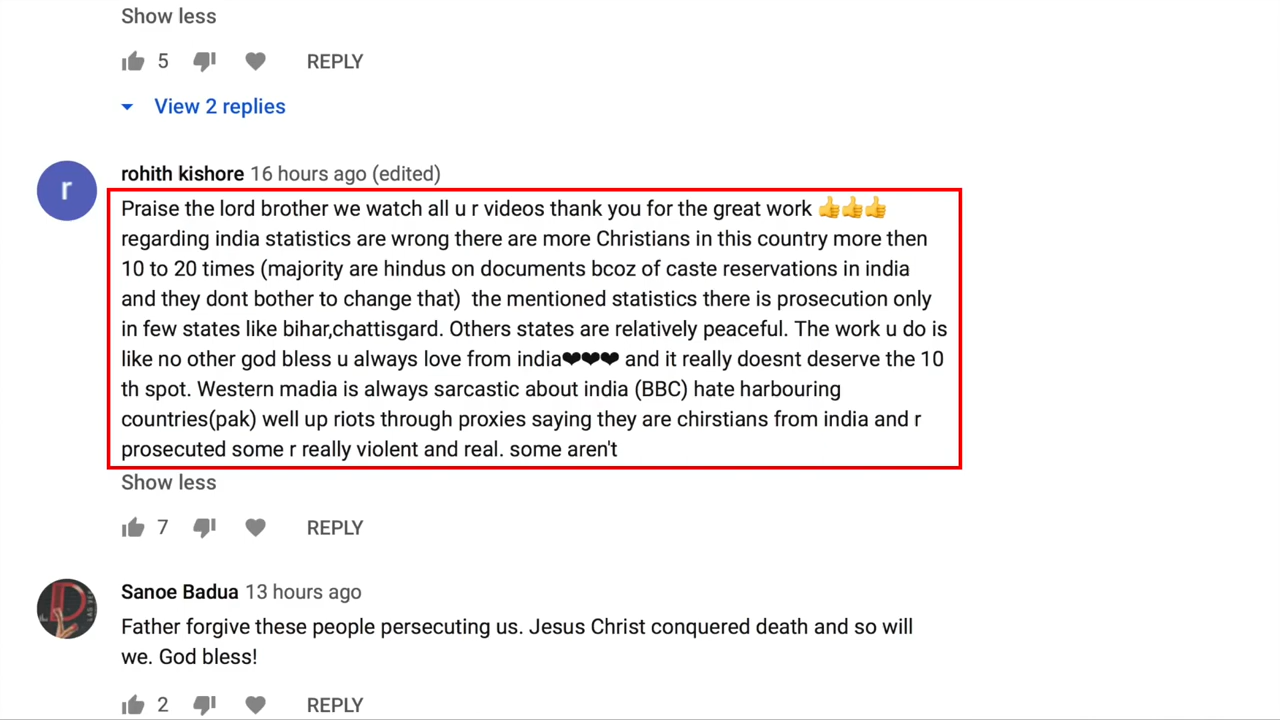 Show less
5 REPLY
View 2 replies
r
rohith kishore 16 hours ago (edited)
Praise the lord brother we watch all u r videos thank you for the great work 👍👍👍
regarding india statistics are wrong there are more Christians in this country more then
10 to 20 times (majority are hindus on documents bcoz of caste reservations in india
and they dont bother to change that)  the mentioned statistics there is prosecution only
in few states like bihar,chattisgard. Others states are relatively peaceful. The work u do is
like no other god bless u always love from india❤❤❤ and it really doesnt deserve the 10
th spot. Western madia is always sarcastic about india (BBC) hate harbouring
countries(pak) well up riots through proxies saying they are chirstians from india and r
prosecuted some r really violent and real. some aren't
Show less
7 REPLY
Sanoe Badua 13 hours ago
Father forgive these people persecuting us. Jesus Christ conquered death and so will
we. God bless!
2 REPLY